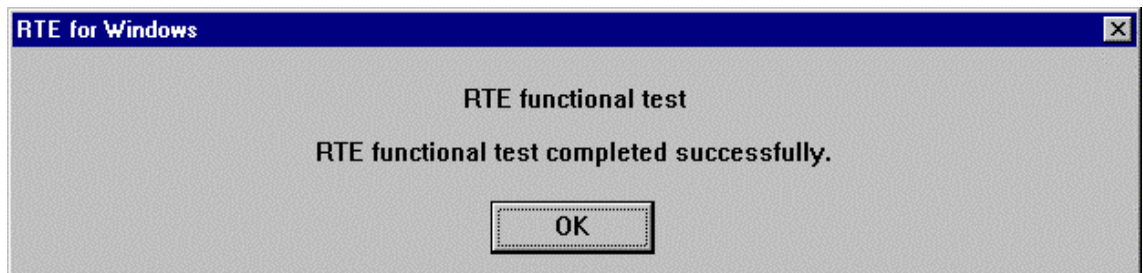 RTE for Windows
RTE functional test
RTE functional test completed successfully.
OK